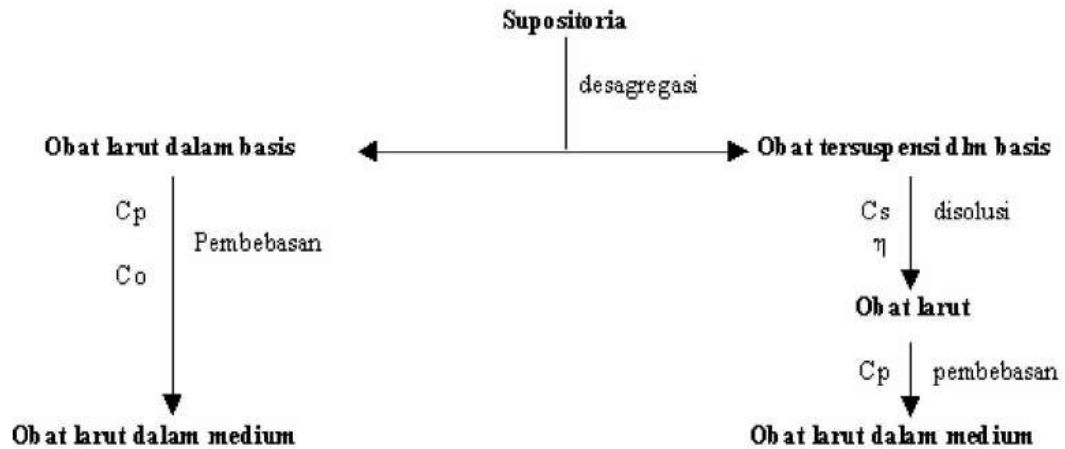 Supositoria
desagregasi
Obat larut dalam basis
Obat tersuspensi dlm basis
Cp
Pembebasan
Co
Obat larut dalam medium
Cs
disolusi
η
Obat larut
Cp
pembebasan
Obat larut dalam medium